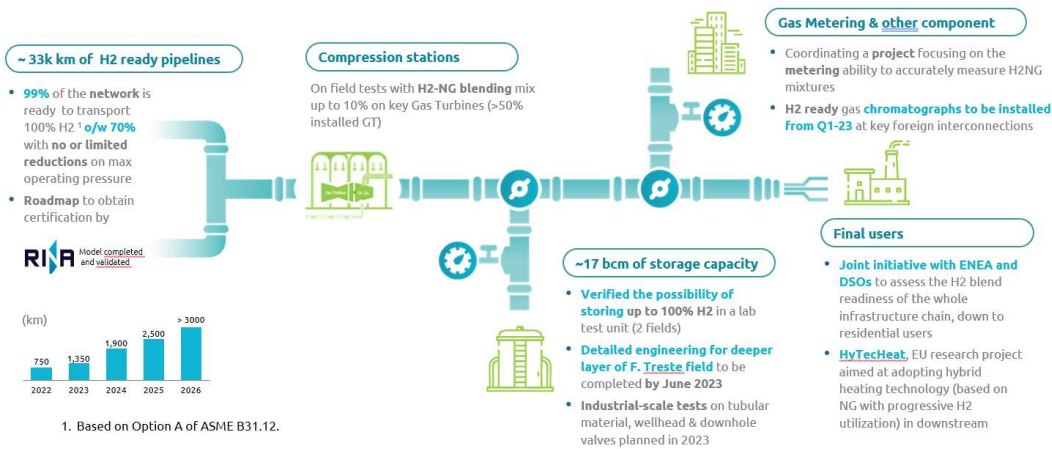 ~ 33k km of H2 ready pipelines
• 99% of the network is
ready to transport
100% H2 ¹ o/w 70%
with no or limited
reductions on max
operating pressure
• Roadmap to obtain
certification by
RINA
Model completed
and validated
(km)
750
1,350
1,900
2,500
> 3000
2022
2023
2024
2025
2026
1. Based on Option A of ASME B31.12.
Compression stations
On field tests with H2-NG blending mix
up to 10% on key Gas Turbines (>50%
installed GT)
~17 bcm of storage capacity
• Verified the possibility of
storing up to 100% H2 in a lab
test unit (2 fields)
• Detailed engineering for deeper
layer of F. Treste field to be
completed by June 2023
• Industrial-scale tests on tubular
material, wellhead & downhole
valves planned in 2023
Gas Metering & other component
• Coordinating a project focusing on the
metering ability to accurately measure H2NG
mixtures
• H2 ready gas chromatographs to be installed
from Q1-23 at key foreign interconnections
Final users
• Joint initiative with ENEA and
DSOs to assess the H2 blend
readiness of the whole
infrastructure chain, down to
residential users
• HyTecHeat, EU research project
aimed at adopting hybrid
heating technology (based on
NG with progressive H2
utilization) in downstream